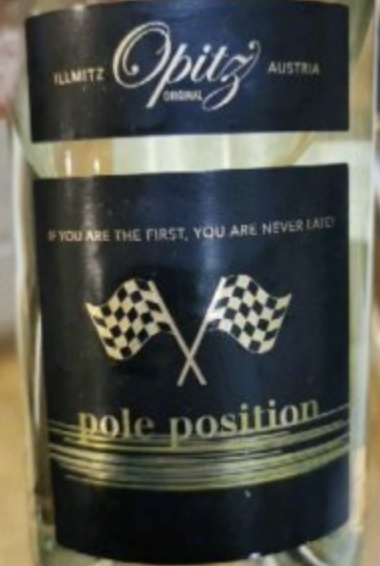 ILLMITZ Opitz AUSTRIA
ORIGINAL
IF YOU ARE THE FIRST, YOU ARE NEVER LATE!
pole position